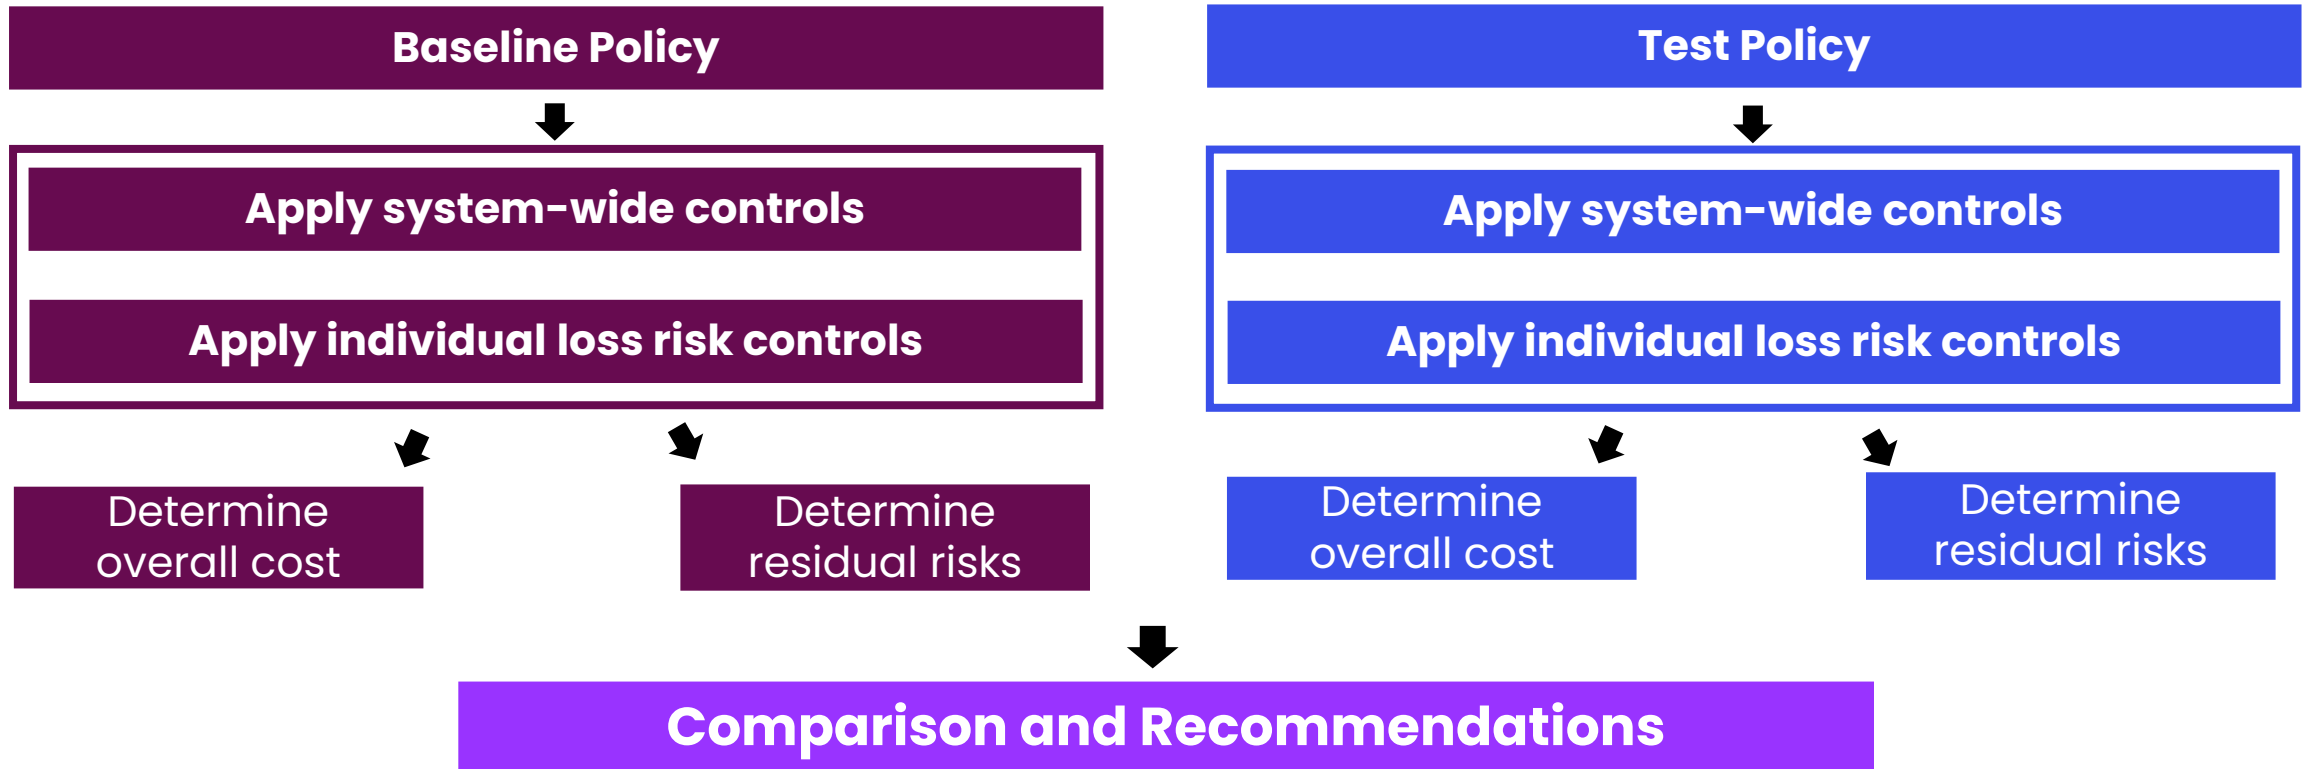 Baseline Policy
Test Policy
Apply system-wide controls
Apply individual loss risk controls
Apply system-wide controls
Apply individual loss risk controls
Determine
overall cost
Determine
residual risks
Determine
overall cost
Determine
residual risks
Comparison and Recommendations